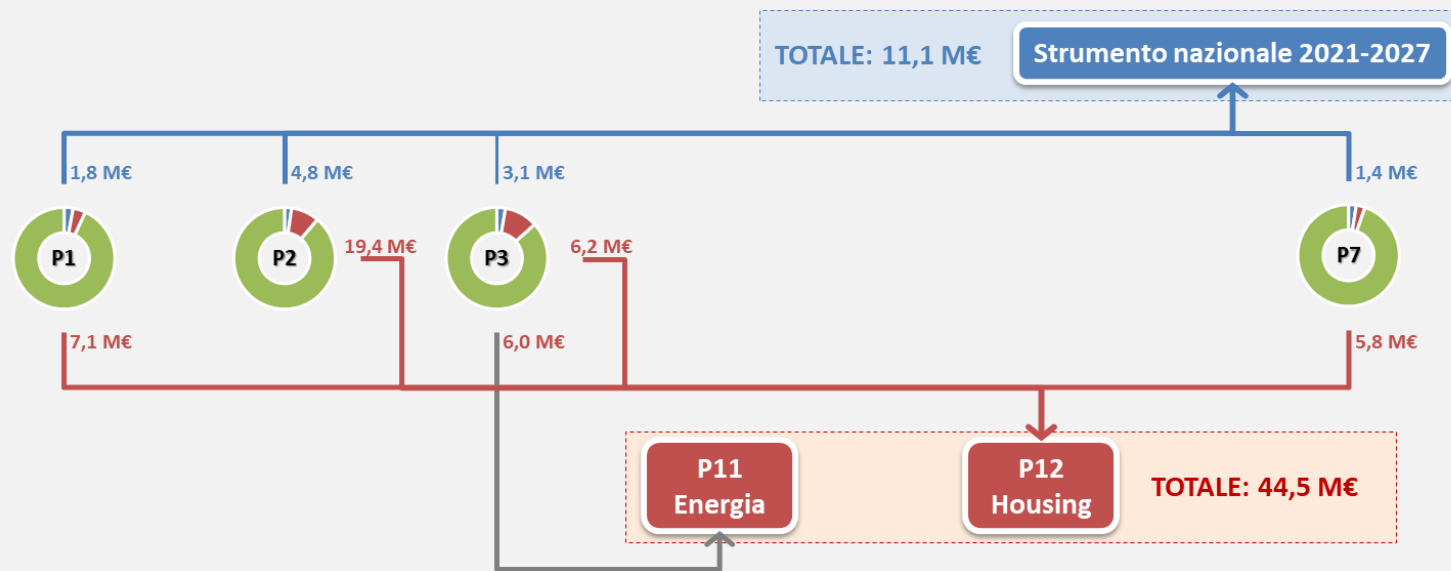 TOTALE: 11,1 M€
Strumento nazionale 2021-2027
1,8 M€
4,8 M€
3,1 M€
1,4 M€
P1
P2
19,4 M€
P3
6,2 M€
P7
7,1 M€
6,0 M€
5,8 M€
P11
Energia
P12
Housing
TOTALE: 44,5 M€